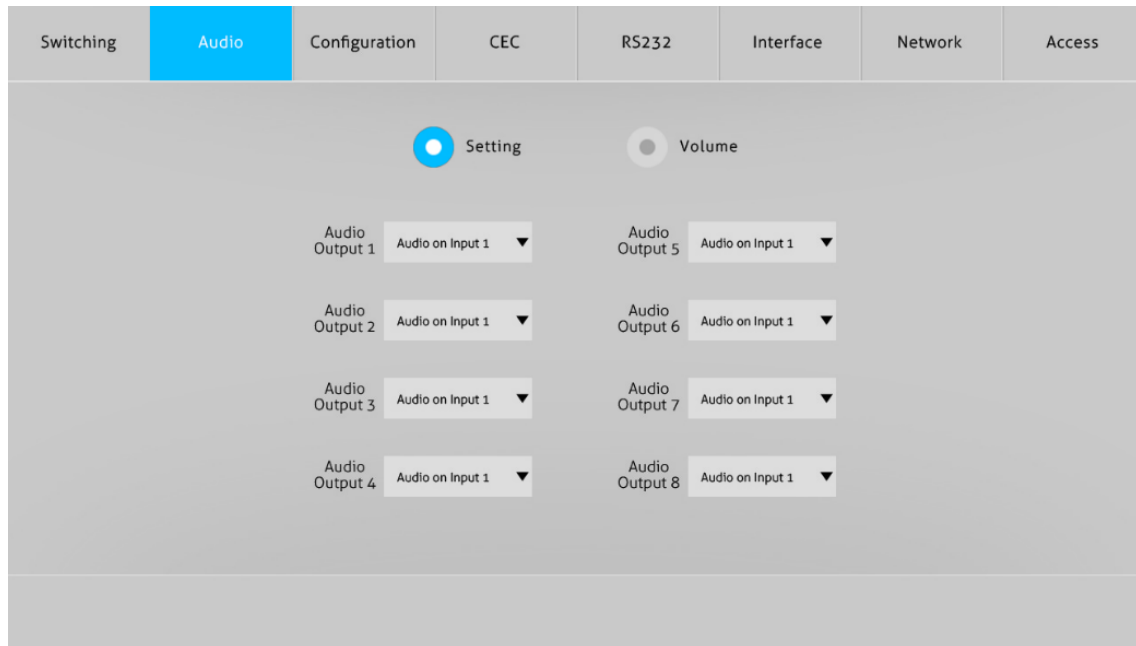 Switching Audio Configuration CEC RS232 Interface Network Access
Setting Volume
Audio Output 1 Audio on Input 1 Audio Output 5 Audio on Input 1
Audio Output 2 Audio on Input 1 Audio Output 6 Audio on Input 1
Audio Output 3 Audio on Input 1 Audio Output 7 Audio on Input 1
Audio Output 4 Audio on Input 1 Audio Output 8 Audio on Input 1